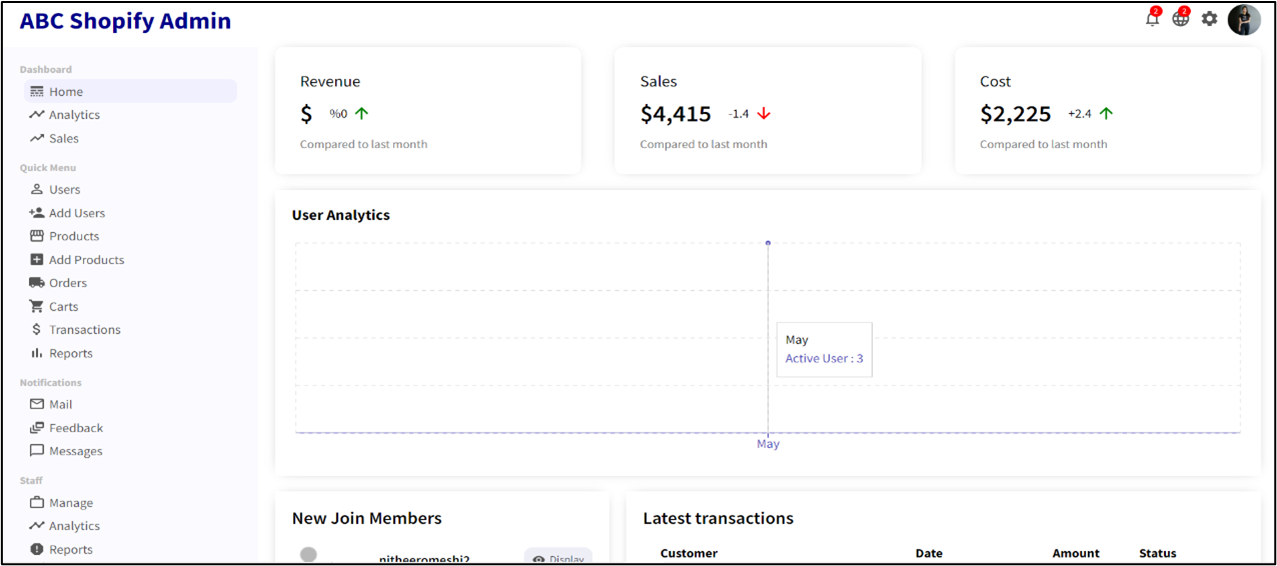 ABC Shopify Admin
2
2
Dashboard
Home
Analytics
Sales
Quick Menu
Users
Add Users
Products
Add Products
Orders
Carts
Transactions
Reports
Notifications
Mail
Feedback
Messages
Staff
Manage
Analytics
Reports
Revenue
$ %0
Compared to last month
Sales
$4,415 -1.4
Compared to last month
Cost
$2,225 +2.4
Compared to last month
User Analytics
May
Active User : 3
May
New Join Members
nitheeromeshi2
Display
Latest transactions
Customer Date Amount Status